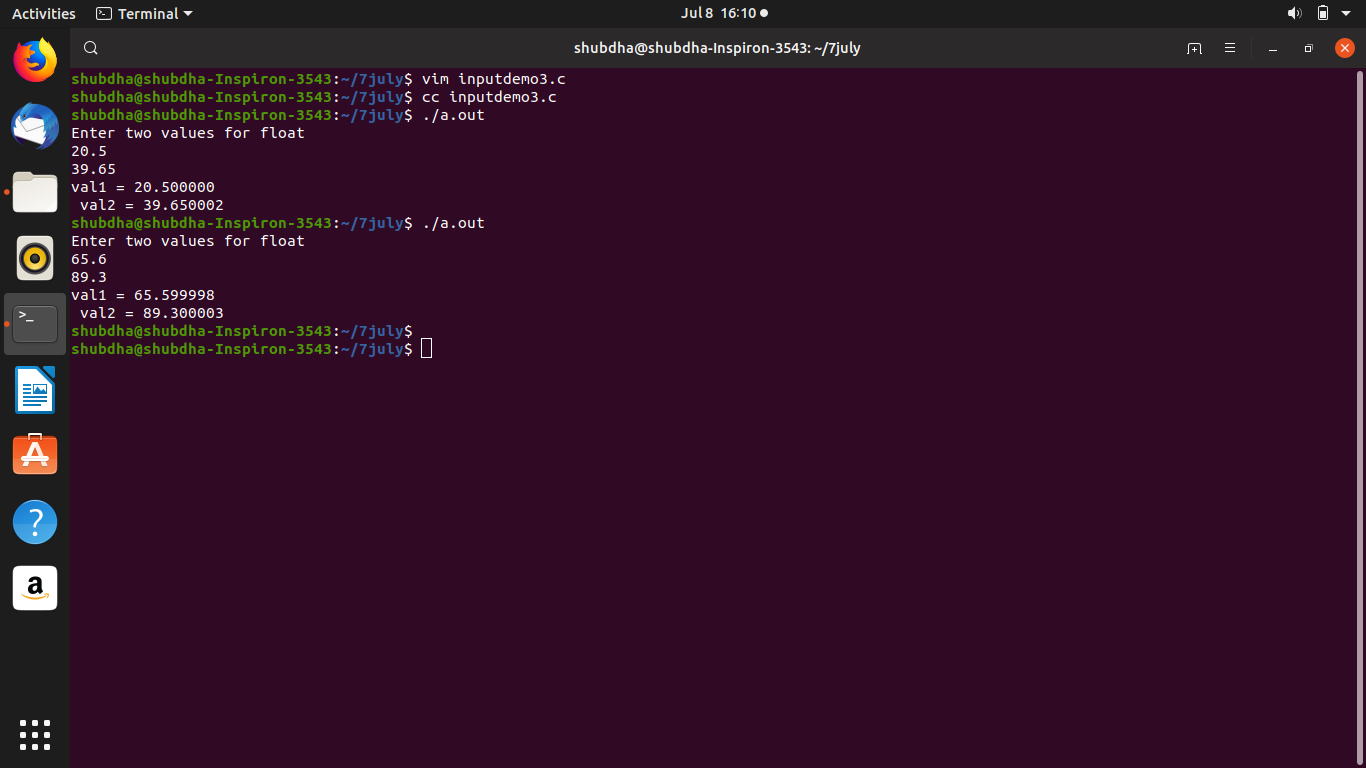 Activities Terminal Jul 8 16:10
shubdha@shubdha-Inspiron-3543: ~/7july
shubdha@shubdha-Inspiron-3543:~/7july$ vim inputdemo3.c
shubdha@shubdha-Inspiron-3543:~/7july$ cc inputdemo3.c
shubdha@shubdha-Inspiron-3543:~/7july$ ./a.out
Enter two values for float
20.5
39.65
val1 = 20.500000
 val2 = 39.650002
shubdha@shubdha-Inspiron-3543:~/7july$ ./a.out
Enter two values for float
65.6
89.3
val1 = 65.599998
 val2 = 89.300003
shubdha@shubdha-Inspiron-3543:~/7july$
shubdha@shubdha-Inspiron-3543:~/7july$
>_
?
a